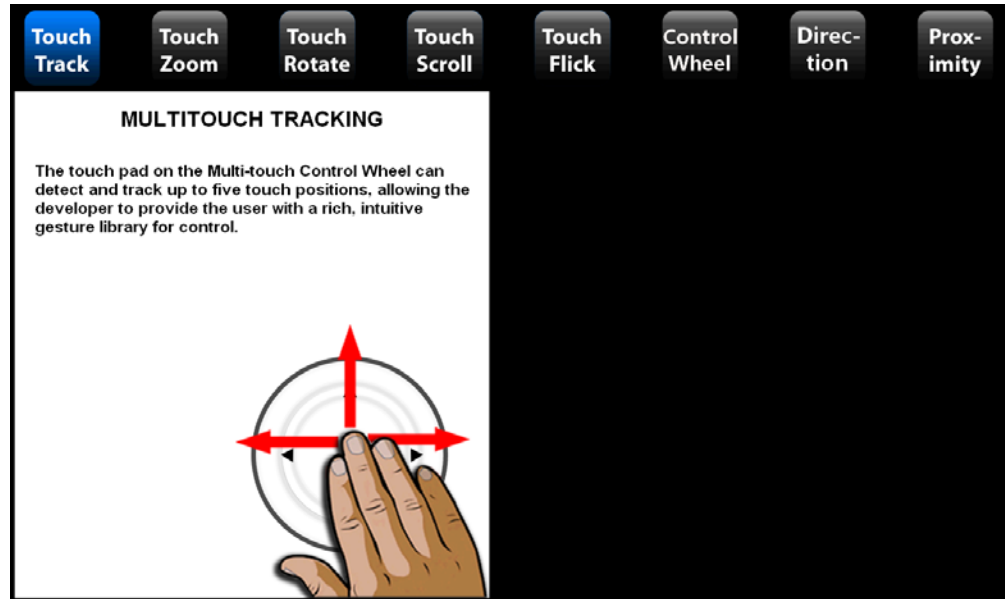 Touch Track
Touch Zoom
Touch Rotate
Touch Scroll
Touch Flick
Control Wheel
Direc-
tion
Prox-
imity
MULTITOUCH TRACKING
The touch pad on the Multi-touch Control Wheel can
detect and track up to five touch positions, allowing the
developer to provide the user with a rich, intuitive
gesture library for control.